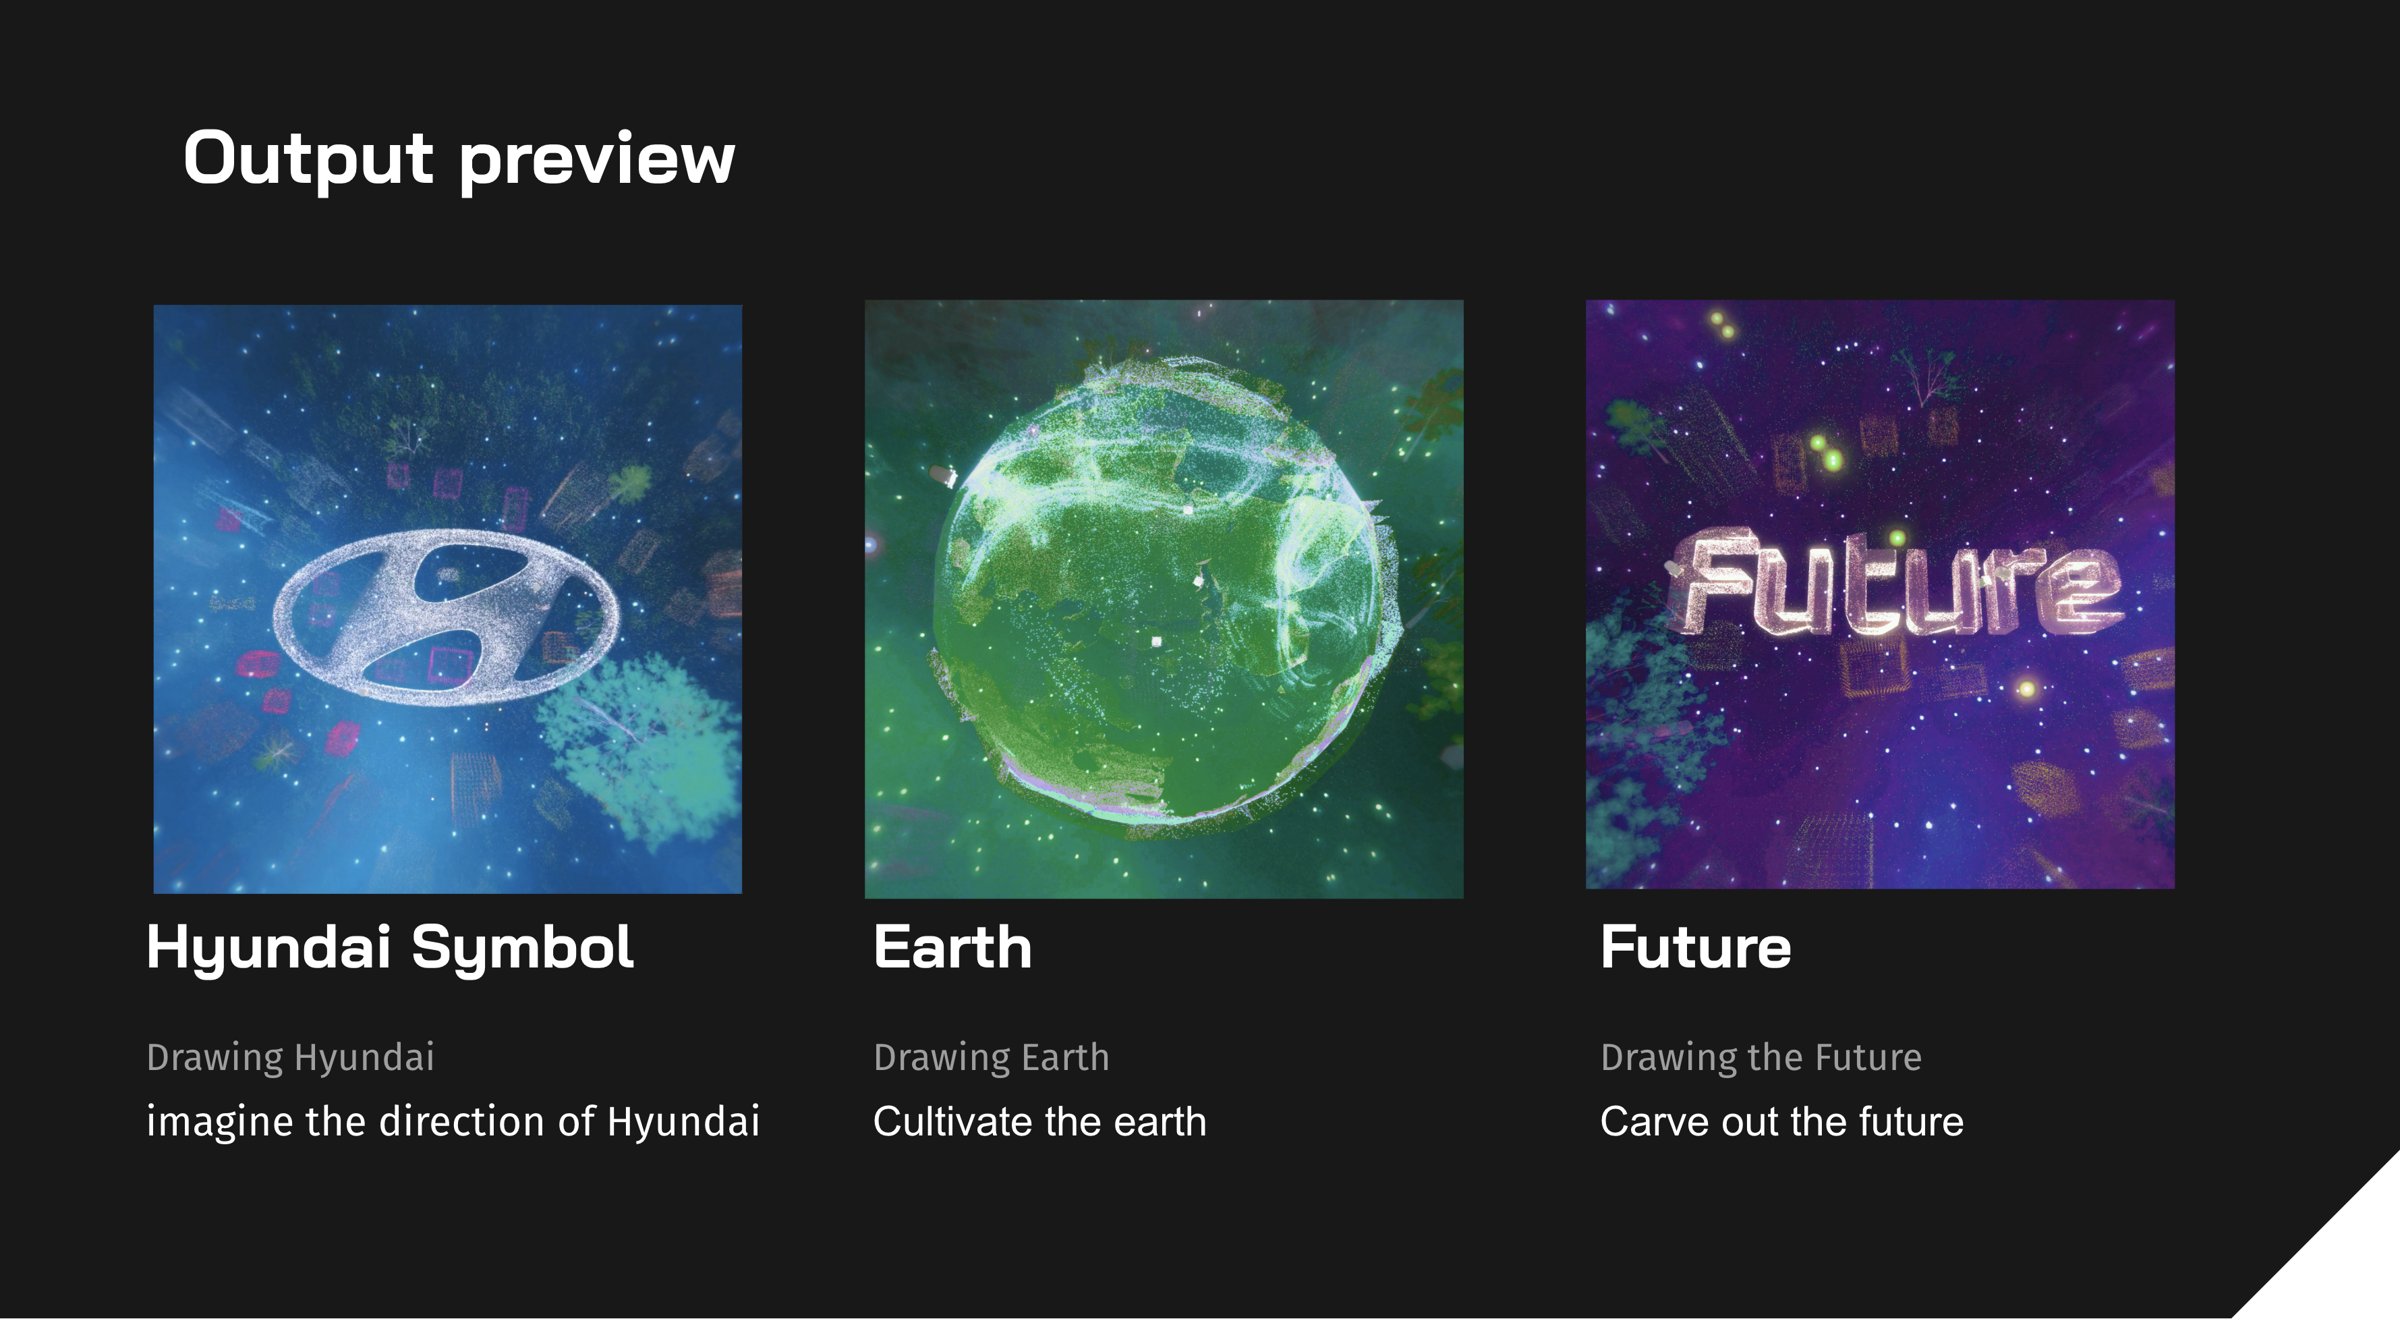 Output preview
Future
Hyundai Symbol
Drawing Hyundai
imagine the direction of Hyundai
Earth
Drawing Earth
Cultivate the earth
Future
Drawing the Future
Carve out the future